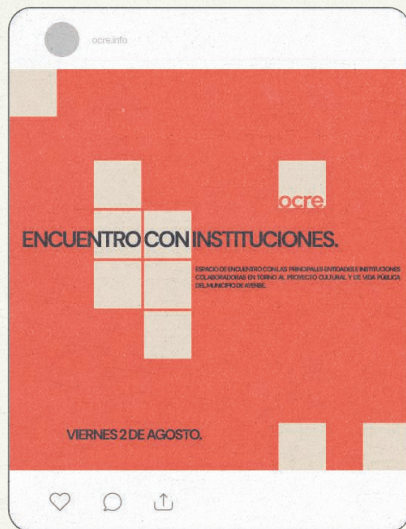 ocre.info
ocre
ENCUENTRO CON INSTITUCIONES.
ESPACIO DE ENCUENTRO CON LAS PRINCIPALES ENTIDADES E INSTITUCIONES
COLABORADORAS EN TORNO AL PROYECTO CULTURAL Y DE VIDA PÚBLICA
DEL MUNICIPIO DE AYERBE.
VIERNES 2 DE AGOSTO.